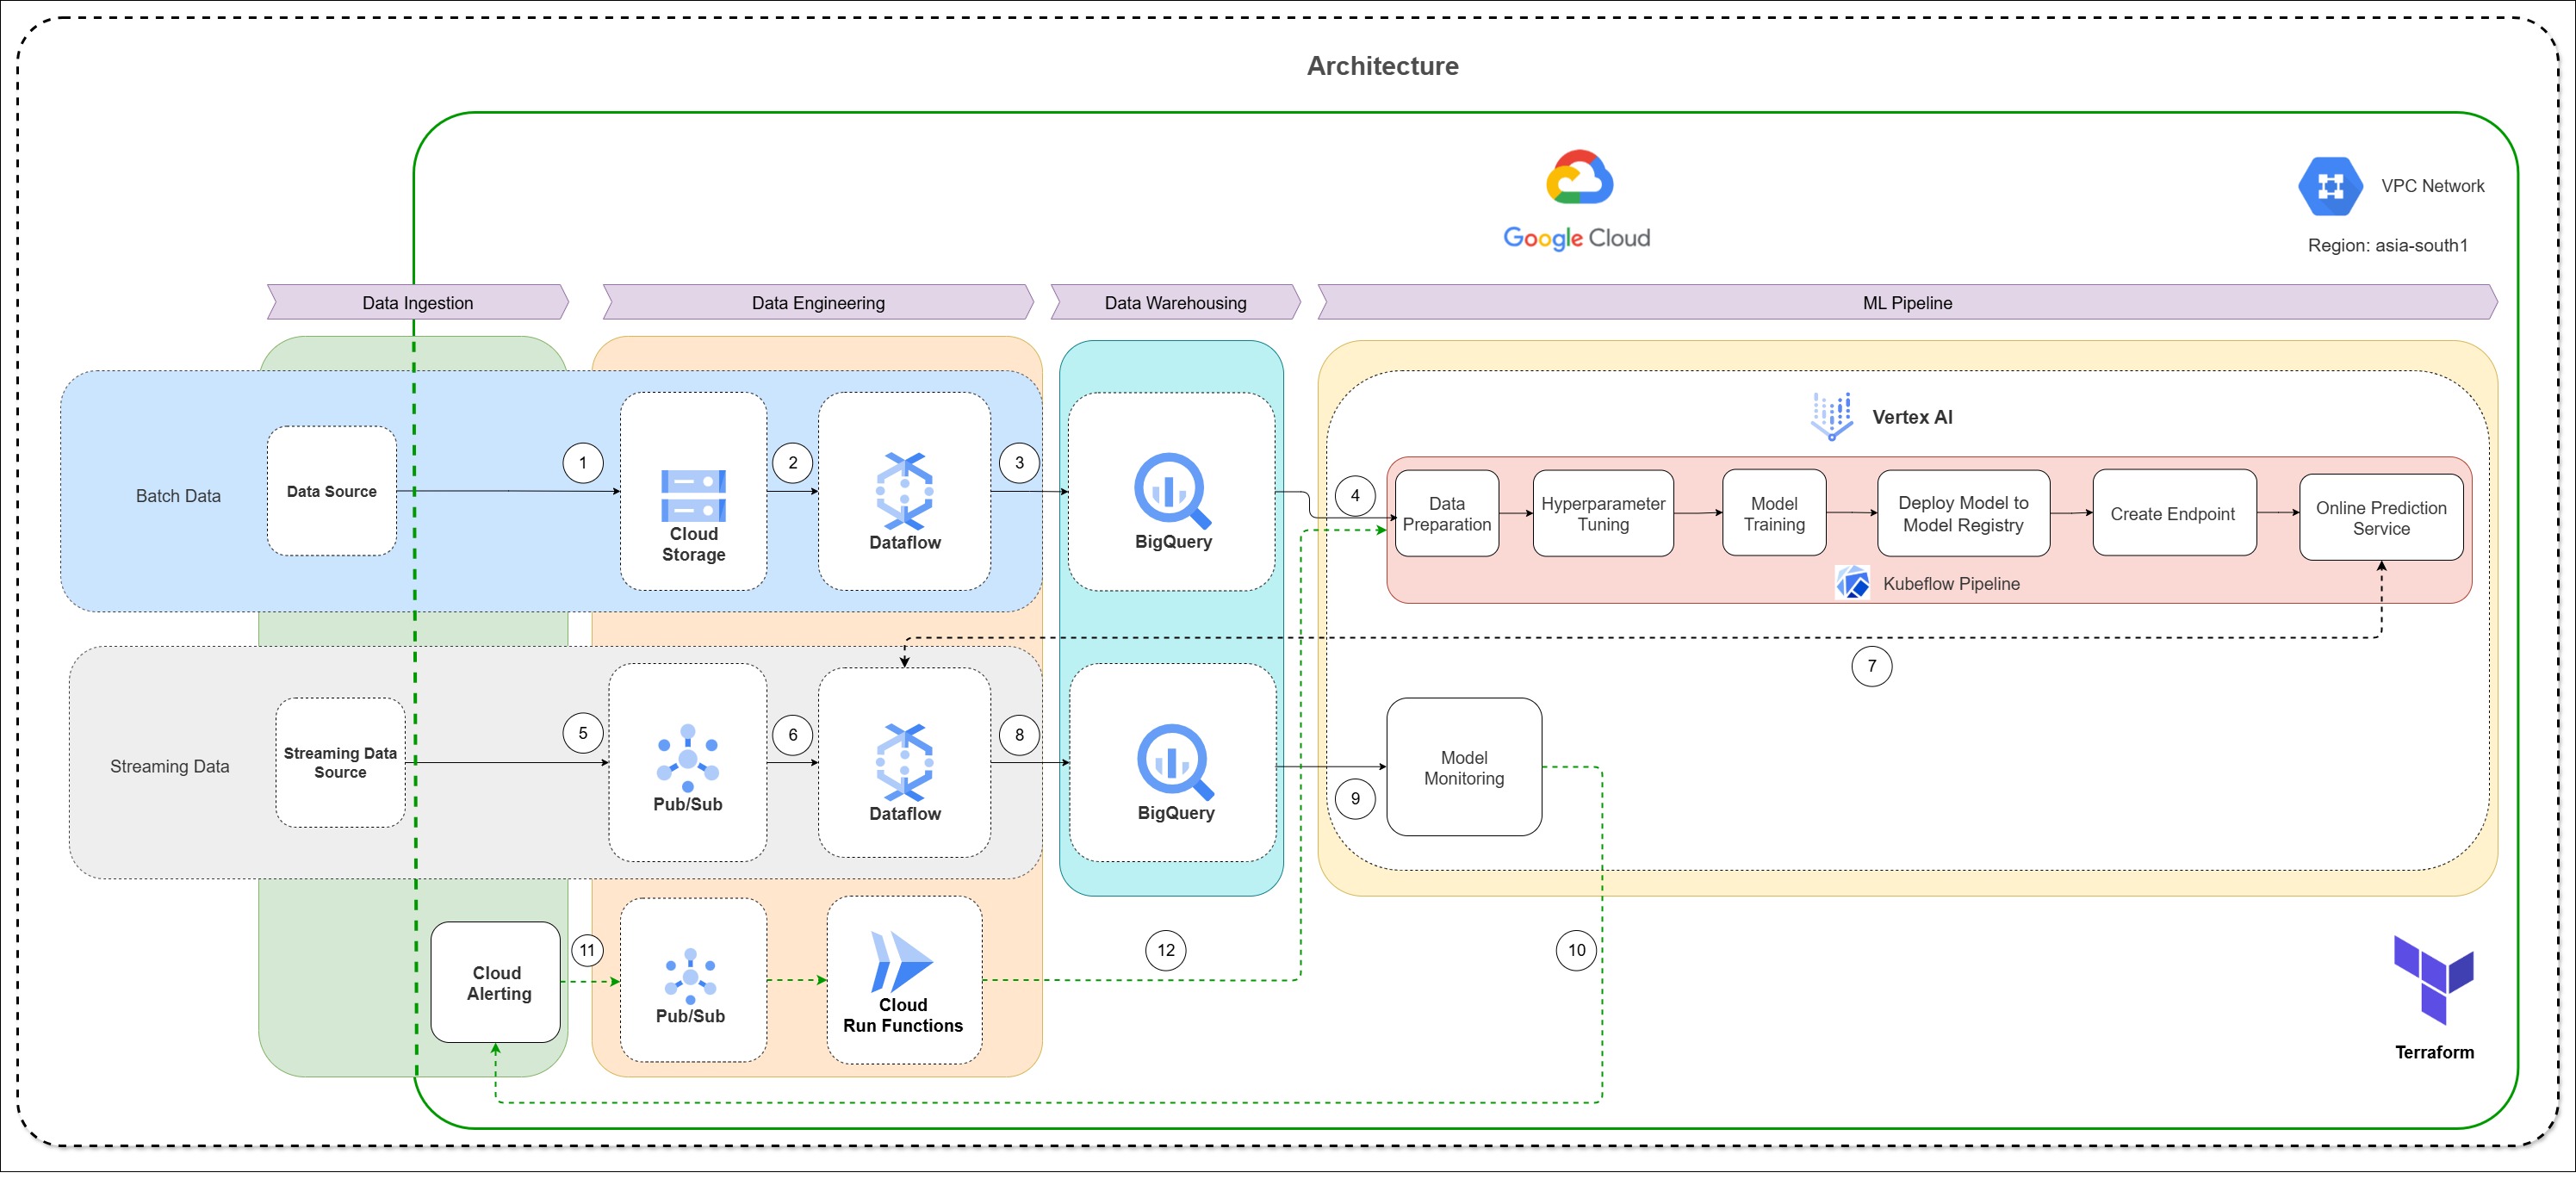 Architecture
Google Cloud
VPC Network
Region: asia-south1
Data Ingestion
Data Engineering
Data Warehousing
ML Pipeline
Vertex AI
Batch Data
Data Source
1
Cloud
Storage
2
Dataflow
3
BigQuery
4
Data
Preparation
Hyperparameter
Tuning
Model
Training
Deploy Model to
Model Registry
Create Endpoint
Online Prediction
Service
Kubeflow Pipeline
7
Streaming Data
Streaming Data
Source
5
Pub/Sub
6
Dataflow
8
BigQuery
9
Model
Monitoring
Cloud
Alerting
11
Pub/Sub
Cloud
Run Functions
12
10
Terraform